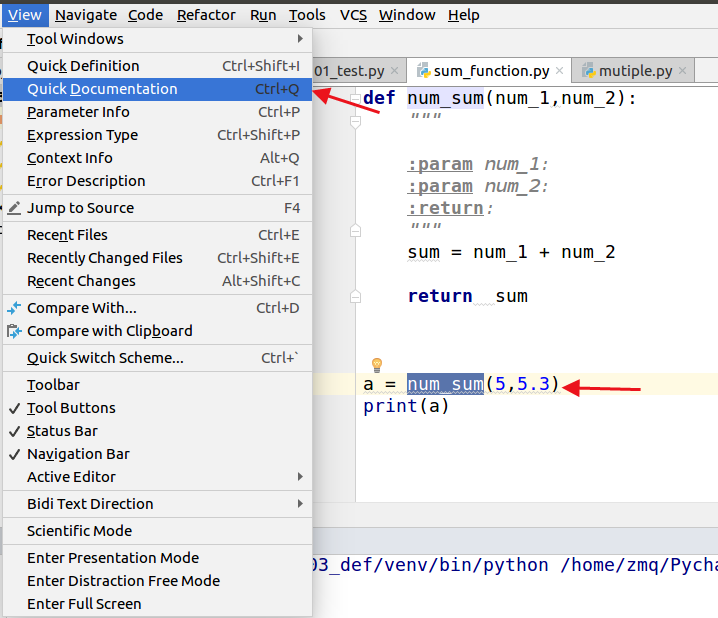 View Navigate Code Refactor Run Tools VCS Window Help
Tool Windows
Quick Definition Ctrl+Shift+I
Quick Documentation Ctrl+Q
Parameter Info Ctrl+P
Expression Type Ctrl+Shift+P
Context Info Alt+Q
Error Description Ctrl+F1
Jump to Source F4
Recent Files Ctrl+E
Recently Changed Files Ctrl+Shift+E
Recent Changes Alt+Shift+C
Compare With... Ctrl+D
Compare with Clipboard
Quick Switch Scheme... Ctrl+`
Toolbar
Tool Buttons
Status Bar
Navigation Bar
Active Editor
Bidi Text Direction
Scientific Mode
Enter Presentation Mode
Enter Distraction Free Mode
Enter Full Screen
01_test.py sum_function.py mutiple.py
def num_sum(num_1,num_2):
"""
:param num_1:
:param num_2:
:return:
"""
sum = num_1 + num_2
return sum
a = num_sum(5,5.3)
print(a)
03_def/venv/bin/python /home/zmq/Pycha